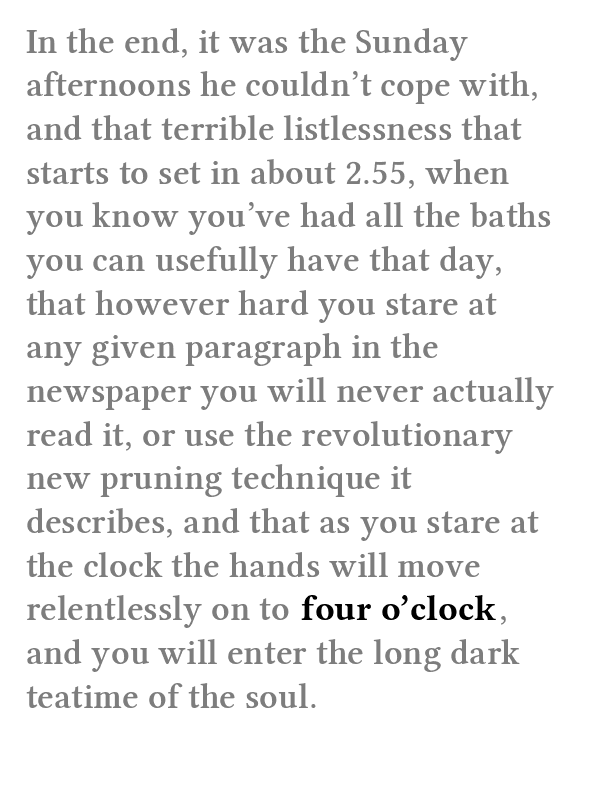 In the end, it was the Sunday
afternoons he couldn’t cope with,
and that terrible listlessness that
starts to set in about 2.55, when
you know you’ve had all the baths
you can usefully have that day,
that however hard you stare at
any given paragraph in the
newspaper you will never actually
read it, or use the revolutionary
new pruning technique it
describes, and that as you stare at
the clock the hands will move
relentlessly on to four o’clock,
and you will enter the long dark
teatime of the soul.